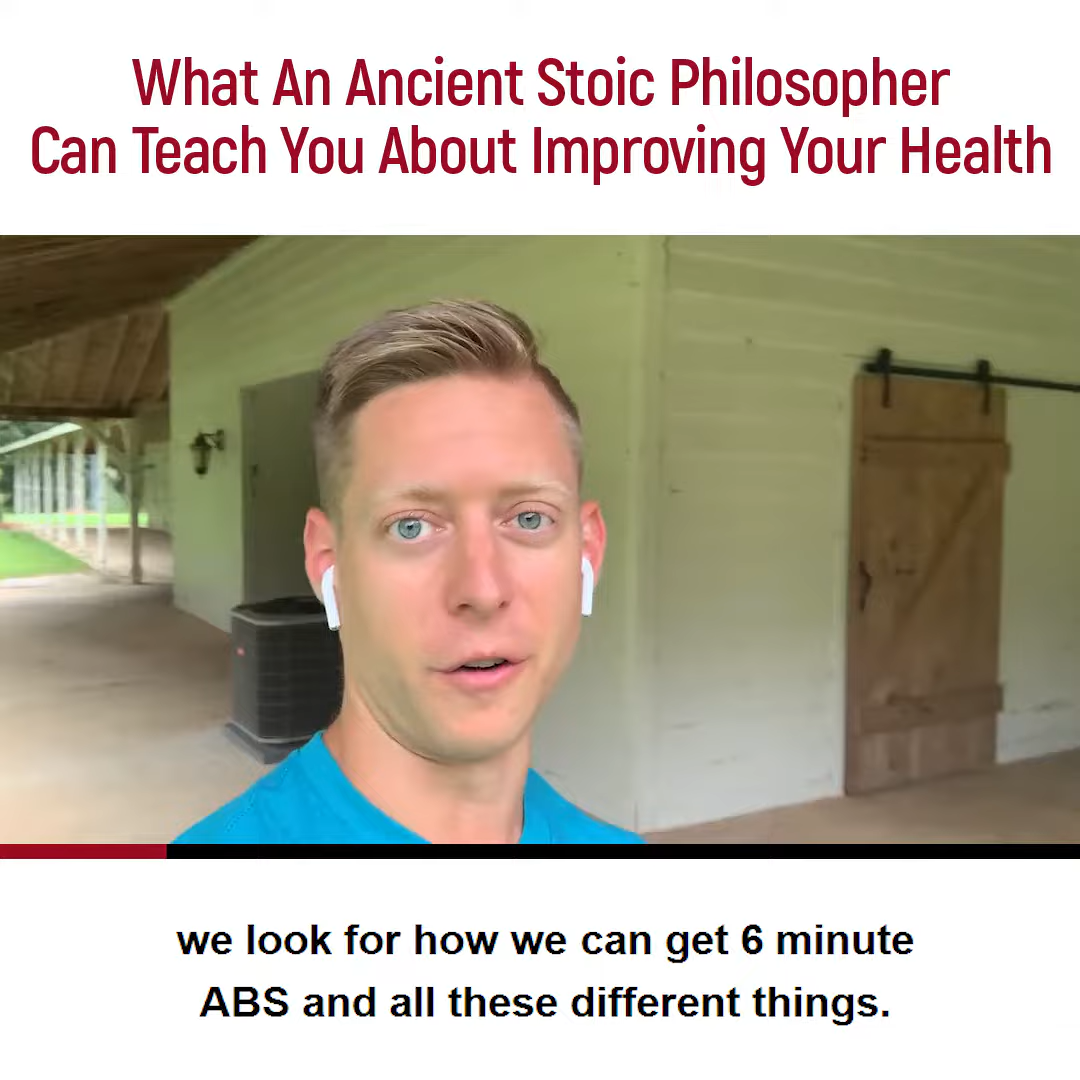 What An Ancient Stoic Philosopher
Can Teach You About Improving Your Health
we look for how we can get 6 minute
ABS and all these different things.